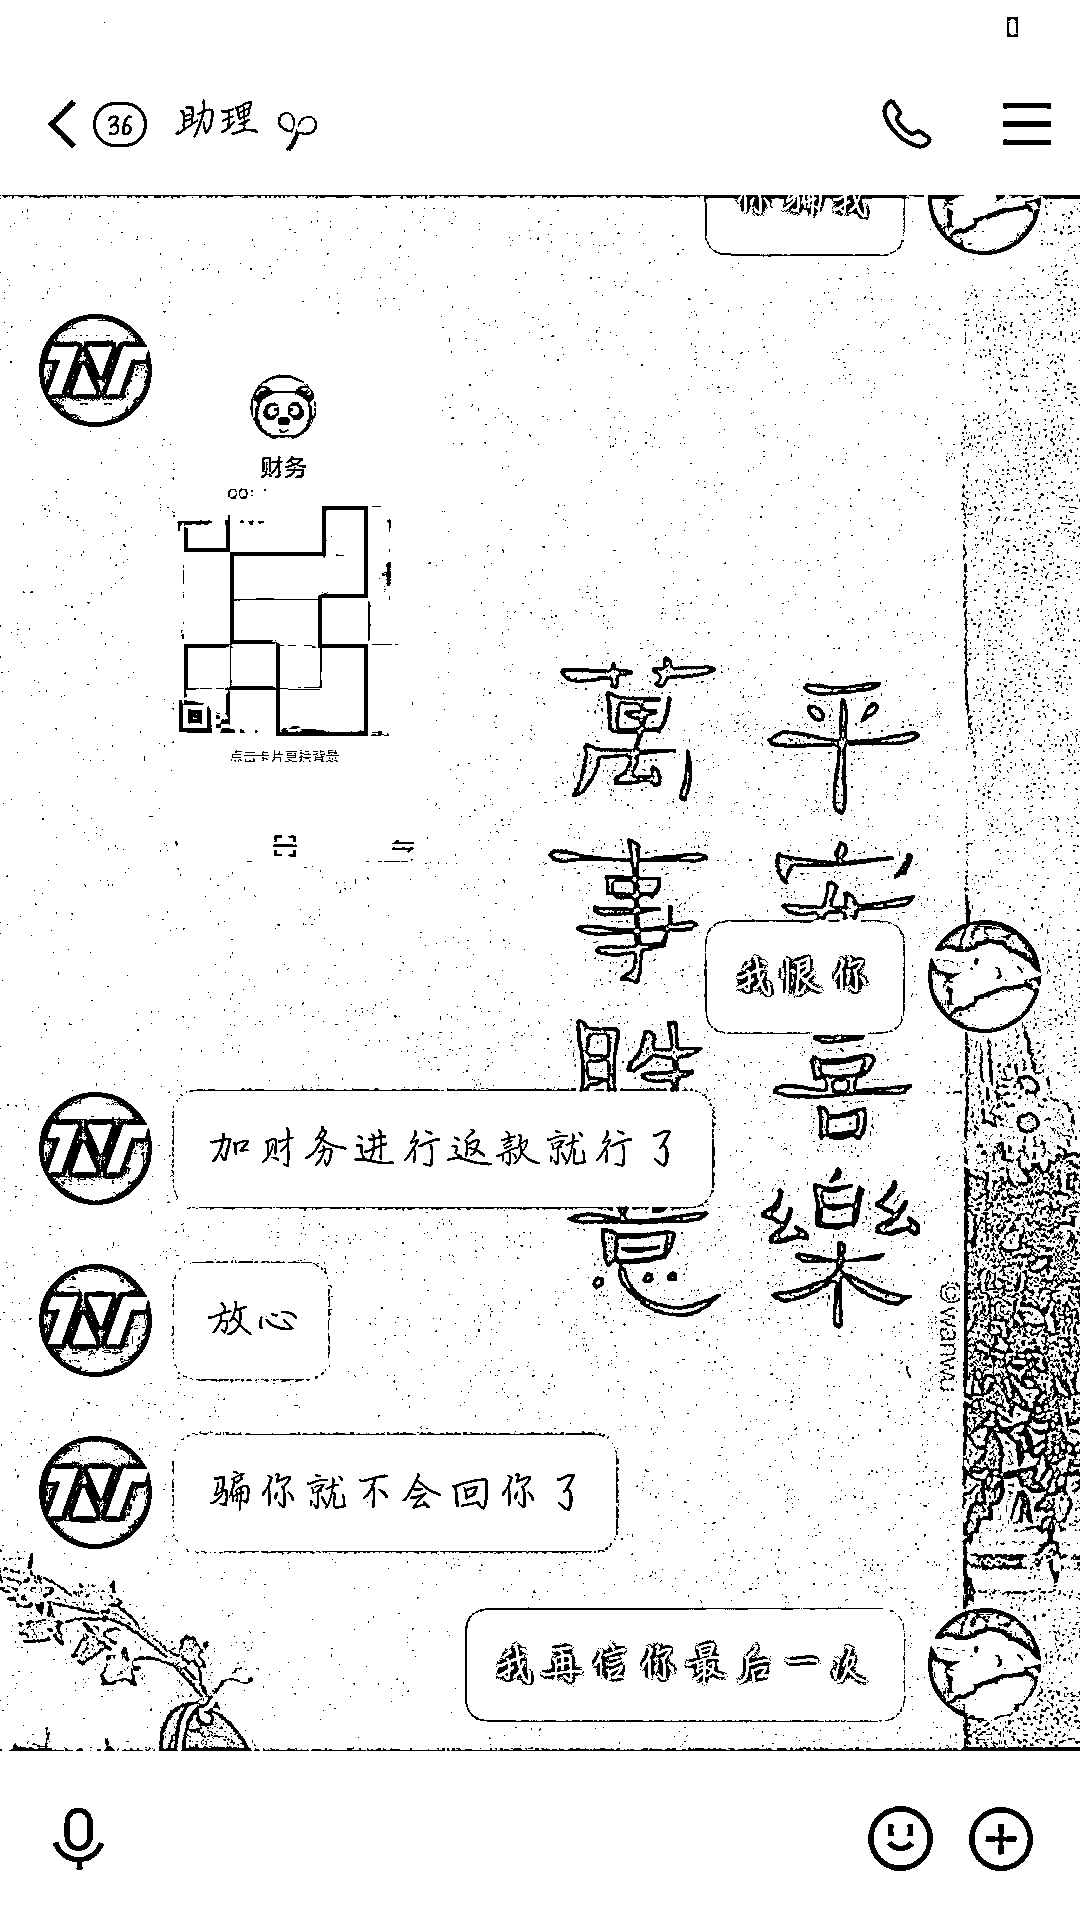 36 助理
你骗我
财务
QQ:
点击卡片更换背景
萬事勝意
平安喜樂
我恨你
加财务进行返款就行了
放心
骗你就不会回你了
©wanwu
我再信你最后一次